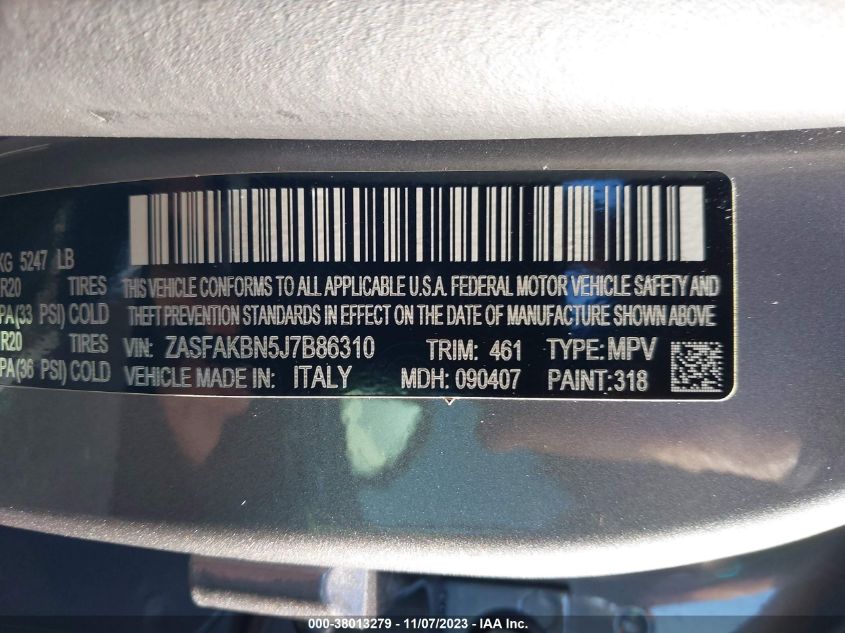 KG 5247 LB
R20 TIRES THIS VEHICLE CONFORMS TO ALL APPLICABLE U.S.A. FEDERAL MOTOR VEHICLE SAFETY AND
PA(33 PSI) COLD THEFT PREVENTION STANDARDS IN EFFECT ON THE DATE OF MANUFACTURE SHOWN ABOVE
R20 TIRES VIN: ZASFAKBN5J7B86310 TRIM: 461 TYPE: MPV
PA(36 PSI) COLD VEHICLE MADE IN: ITALY MDH: 090407 PAINT:318
000-38013279 - 11/07/2023 - IAA Inc.